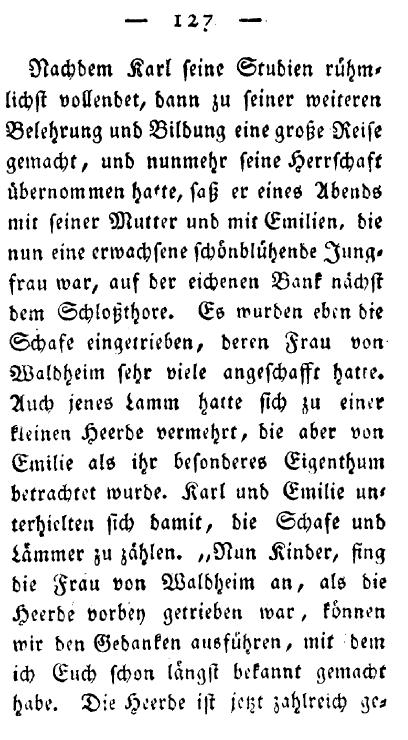 — 127 —
Nachdem Karl seine Studien rühm-
lichst vollendet, dann zu seiner weiteren
Belehrung und Bildung eine große Reise
gemacht, und nunmehr seine Herrschaft
übernommen hatte, saß er eines Abends
mit seiner Mutter und mit Emilien, die
nun eine erwachsene schönblühende Jung-
frau war, auf der eichenen Bank nächst
dem Schloßthore. Es wurden eben die
Schafe eingetrieben, deren Frau von
Waldheim sehr viele angeschafft hatte.
Auch jenes Lamm hatte sich zu einer
kleinen Heerde vermehrt, die aber von
Emilie als ihr besonderes Eigenthum
betrachtet wurde. Karl und Emilie un-
terhielten sich damit, die Schafe und
Lämmer zu zählen. „Nun Kinder, fing
die Frau von Waldheim an, als die
Heerde vorbey getrieben war, können
wir den Gedanken ausführen, mit dem
ich Euch schon längst bekannt gemacht
habe. Die Heerde ist jetzt zahlreich ge-